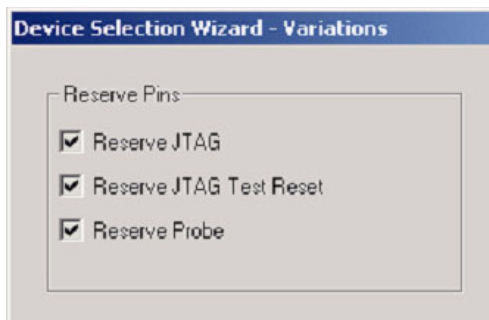 Device Selection Wizard - Variations
Reserve Pins
Reserve JTAG
Reserve JTAG Test Reset
Reserve Probe